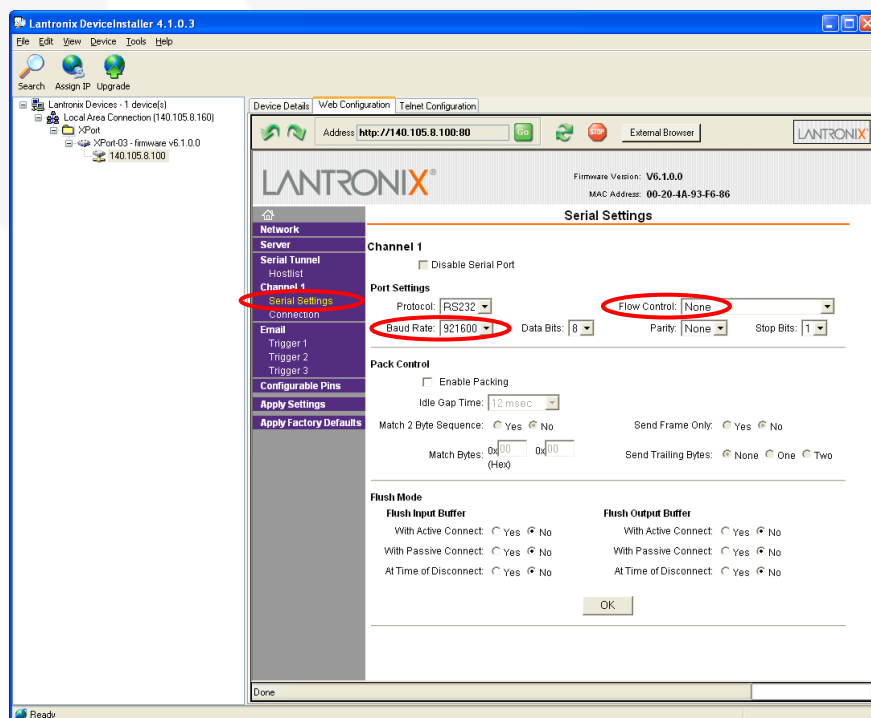 Lantronix DeviceInstaller 4.1.0.3
File Edit View Device Tools Help
Search Assign IP Upgrade
Lantronix Devices - 1 device(s)
Local Area Connection (140.105.8.160)
XPort
XPort-03 - firmware v6.1.0.0
140.105.8.100
Device Details Web Configuration Telnet Configuration
Address http://140.105.8.100:80 Go STOP External Browser LANTRONIX
LANTRONIX®
Firmware Version: V6.1.0.0
MAC Address: 00-20-4A-93-F6-86
Network
Server
Serial Tunnel
Hostlist
Channel 1
Serial Settings
Connection
Email
Trigger 1
Trigger 2
Trigger 3
Configurable Pins
Apply Settings
Apply Factory Defaults
Serial Settings
Channel 1
Disable Serial Port
Port Settings
Protocol: RS232 Flow Control: None
Baud Rate: 921600 Data Bits: 8 Parity: None Stop Bits: 1
Pack Control
Enable Packing
Idle Gap Time: 12 msec
Match 2 Byte Sequence: Yes No Send Frame Only: Yes No
Match Bytes: 0x 00 0x 00 Send Trailing Bytes: None One Two
(Hex)
Flush Mode
Flush Input Buffer Flush Output Buffer
With Active Connect: Yes No With Active Connect: Yes No
With Passive Connect: Yes No With Passive Connect: Yes No
At Time of Disconnect: Yes No At Time of Disconnect: Yes No
OK
Done
Ready